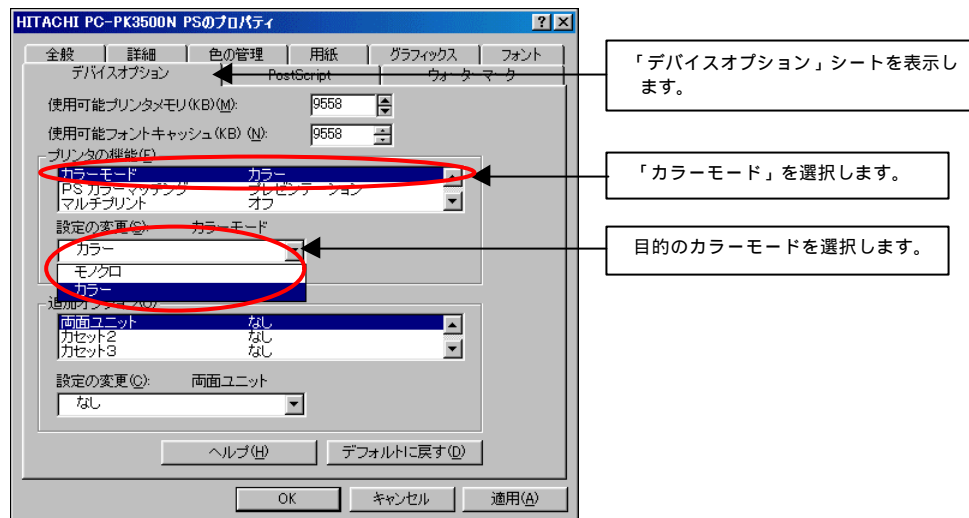 HITACHI PC-PK3500N PSのプロパティ
全般 詳細 色の管理 用紙 グラフィックス フォント
デバイスオプション PostScript ウォーターマーク
「デバイスオプション」シートを表示し
ます。
使用可能プリンタメモリ(KB)(M): 9558
使用可能フォントキャッシュ(KB) (N): 9558
プリンタの機能(F)
カラーモード カラー
PSカラーマッチング プレゼンテーション
マルチプリント オフ
「カラーモード」を選択します。
設定の変更(S): カラーモード
カラー
目的のカラーモードを選択します。
モノクロ
カラー
追加オプション(O)
両面ユニット なし
カセット2 なし
カセット3 なし
設定の変更(C): 両面ユニット
なし
ヘルプ(H) デフォルトに戻す(D)
OK キャンセル 適用(A)